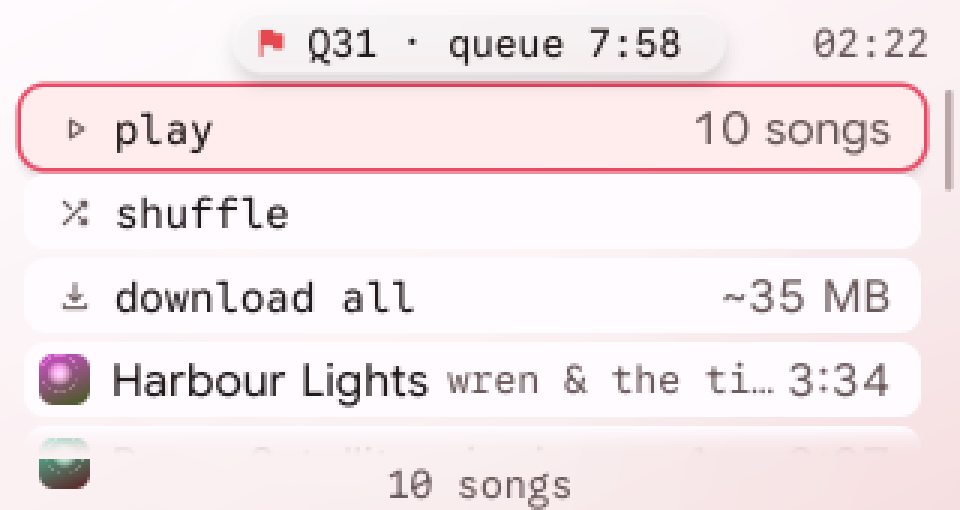 Q31 · queue 7:58 02:22
play 10 songs
shuffle
download all ~35 MB
Harbour Lights wren & the ti… 3:34
10 songs